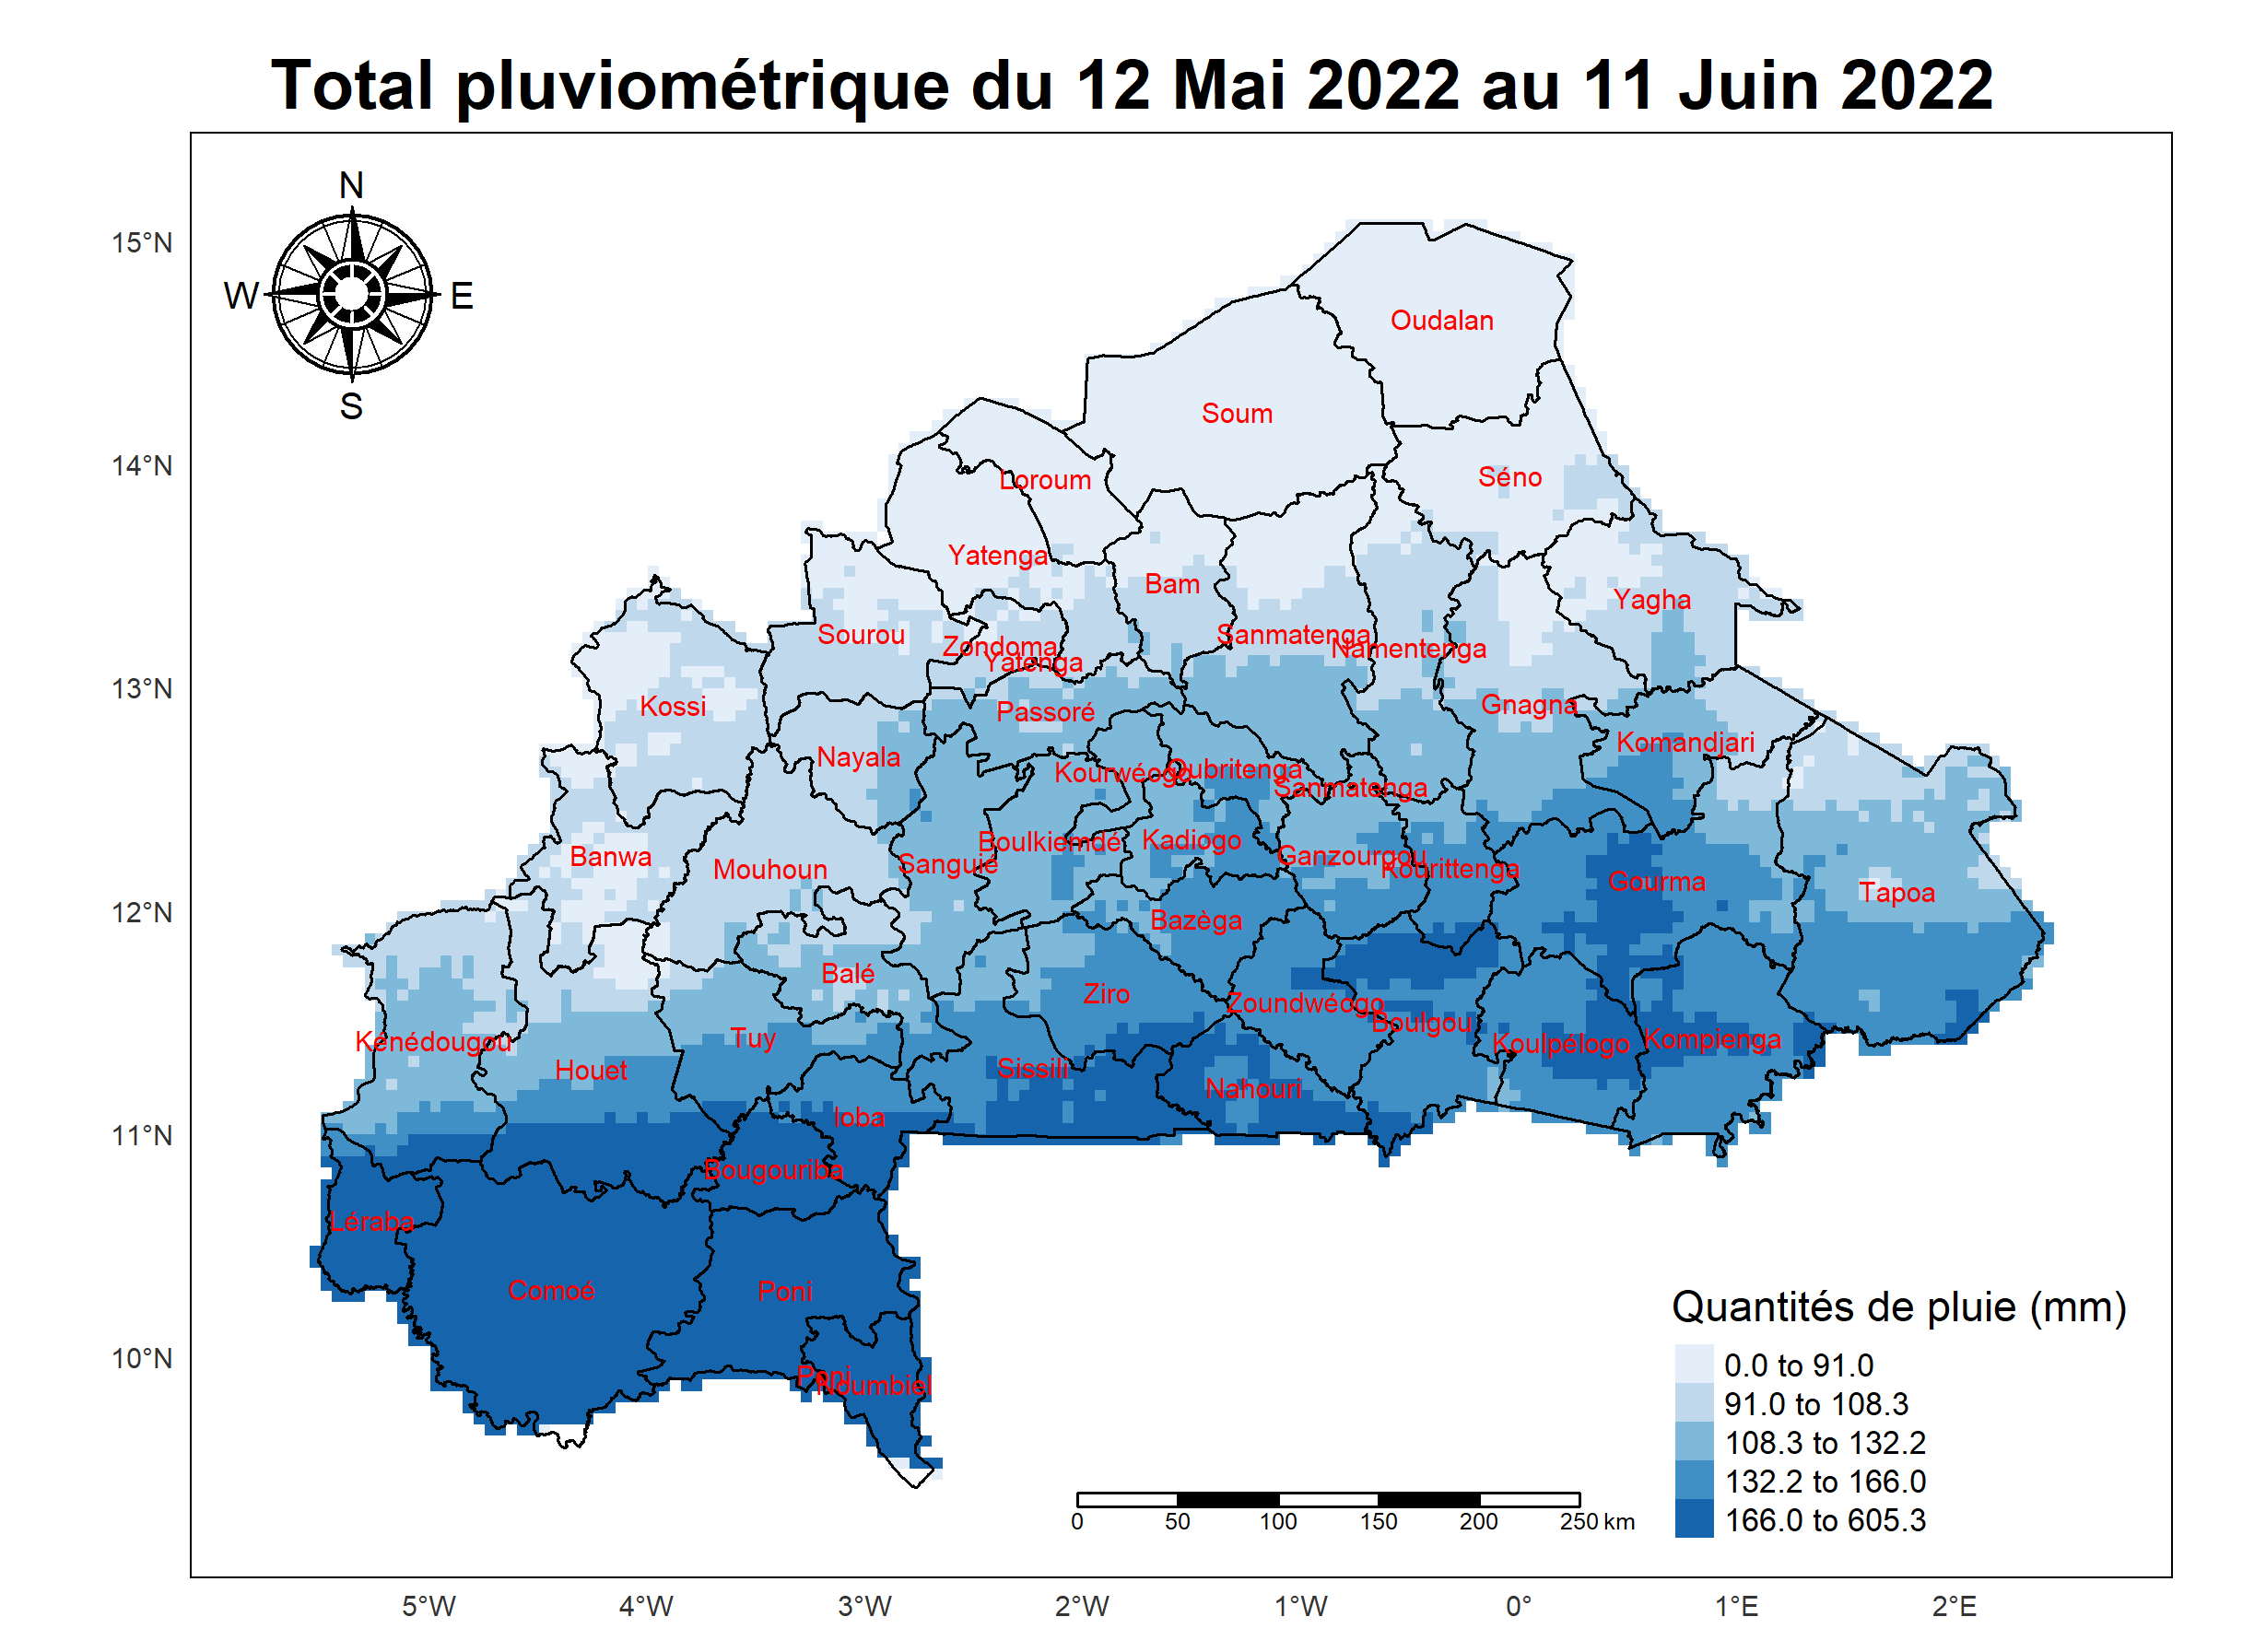 Total pluviométrique du 12 Mai 2022 au 11 Juin 2022
N
W
E
S
15°N
14°N
13°N
12°N
11°N
10°N
Oudalan
Soum
Séno
Loroum
Yatenga
Bam
Yagha
Sourou
Sanmatenga
Zondoma
Namentenga
Yatenga
Kossi
Gnagna
Passoré
Komandjari
Nayala
Oubritenga
Kourwéogo
Sanmatenga
Boulkiemdé
Kadiogo
Banwa
Ganzourgou
Sanguié
Mouhoun
Kourittenga
Gourma
Tapoa
Bazèga
Balé
Ziro
Zoundwéogo
Boulgou
Tuy
Kénédougou
Koulpélogo
Kompienga
Houet
Sissili
Nahouri
Ioba
Bougouriba
Léraba
Comoé
Poni
Poni
Noumbiel
Quantités de pluie (mm)
0.0 to 91.0
91.0 to 108.3
108.3 to 132.2
132.2 to 166.0
166.0 to 605.3
0 50 100 150 200 250 km
5°W 4°W 3°W 2°W 1°W 0° 1°E 2°E